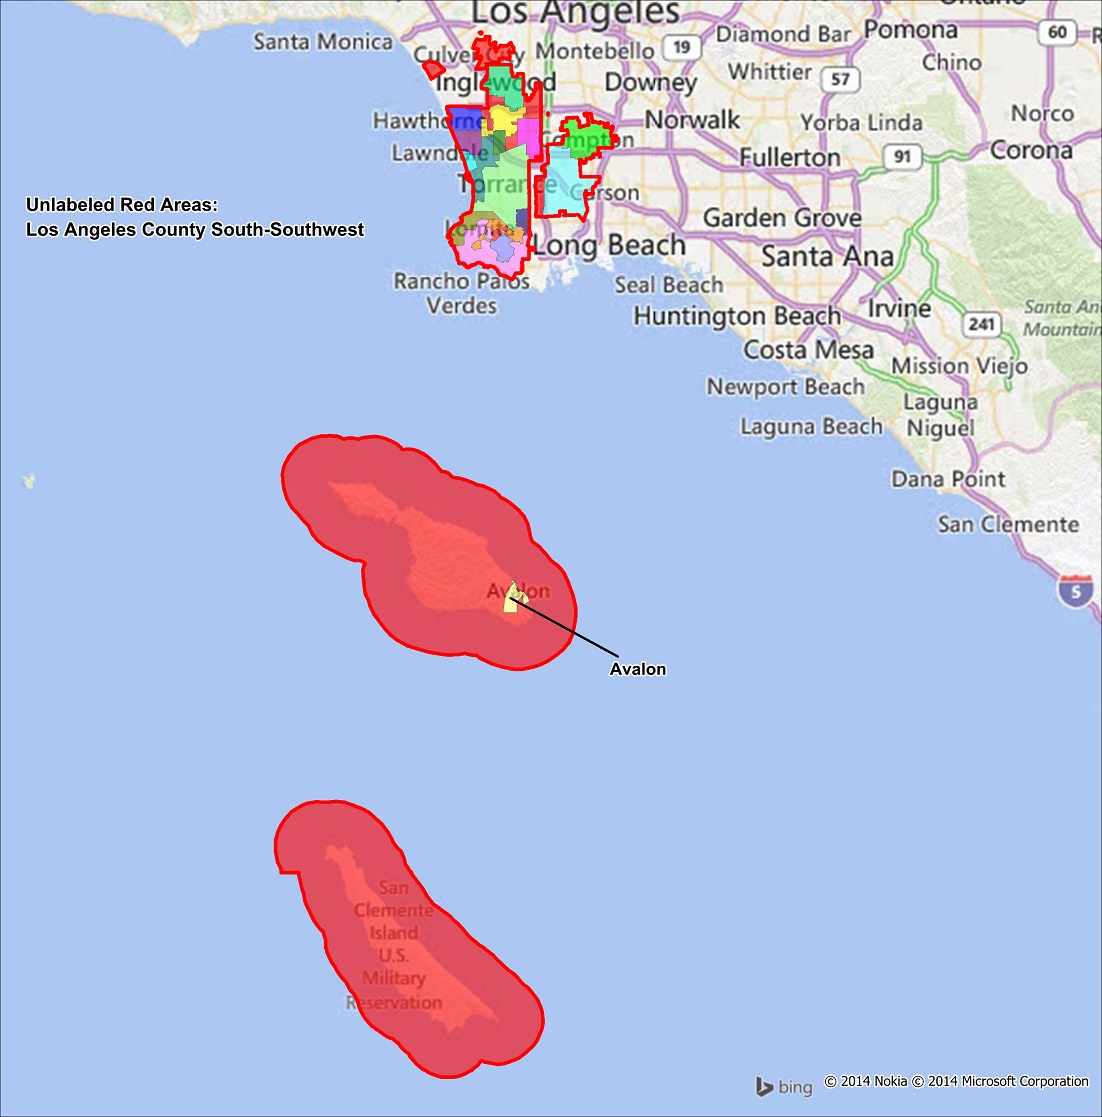 Ontario
Los Angeles
Santa Monica
Culver City
Montebello
19
Diamond Bar
Pomona
60
R
Inglewood
Downey
Whittier
57
Chino
Hawthorne
Norwalk
Yorba Linda
Norco
Lawndale
Compton
Fullerton
91
Corona
Torrance
Carson
Unlabeled Red Areas:
Los Angeles County South-Southwest
Lomita
Garden Grove
Long Beach
Santa Ana
Rancho Palos
Verdes
Seal Beach
Huntington Beach
Irvine
241
Santa An
Mountain
Costa Mesa
Mission Viejo
Newport Beach
Laguna
Niguel
Laguna Beach
Dana Point
San Clemente
5
Avalon
Avalon
San
Clemente
Island
U.S.
Military
Reservation
bing
© 2014 Nokia © 2014 Microsoft Corporation